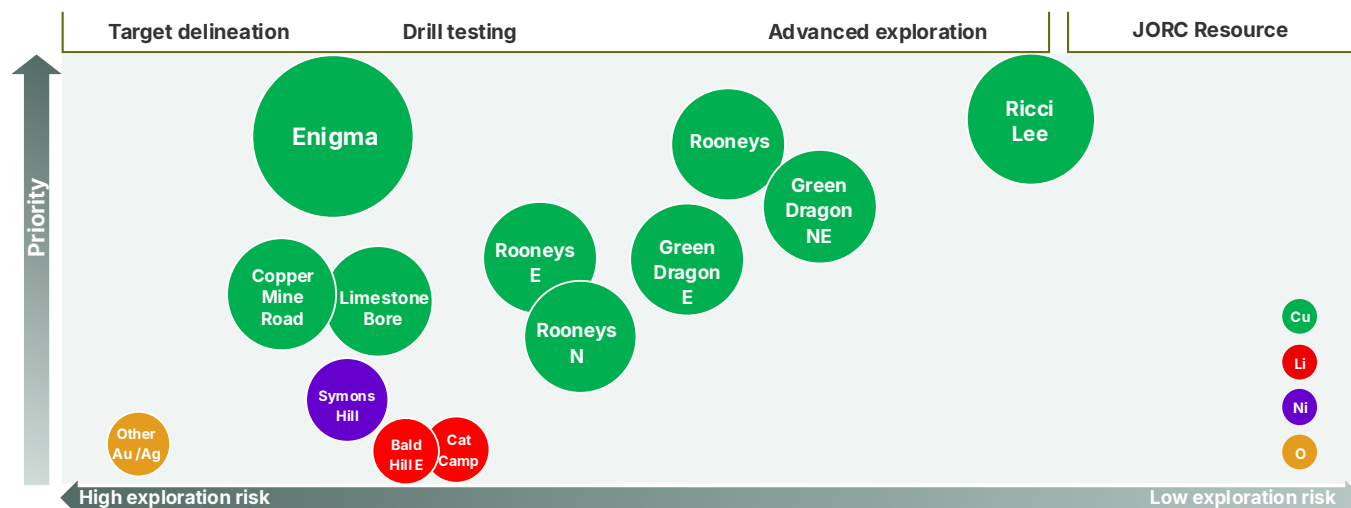 Target delineation
Drill testing
Advanced exploration
JORC Resource
Priority
Enigma
Ricci
Lee
Rooneys
Green
Dragon
NE
Rooneys
E
Green
Dragon
E
Copper
Mine
Road
Limestone
Bore
Rooneys
N
Symons
Hill
Other
Au /Ag
Bald
Hill E
Cat
Camp
Cu
Li
Ni
O
High exploration risk
Low exploration risk